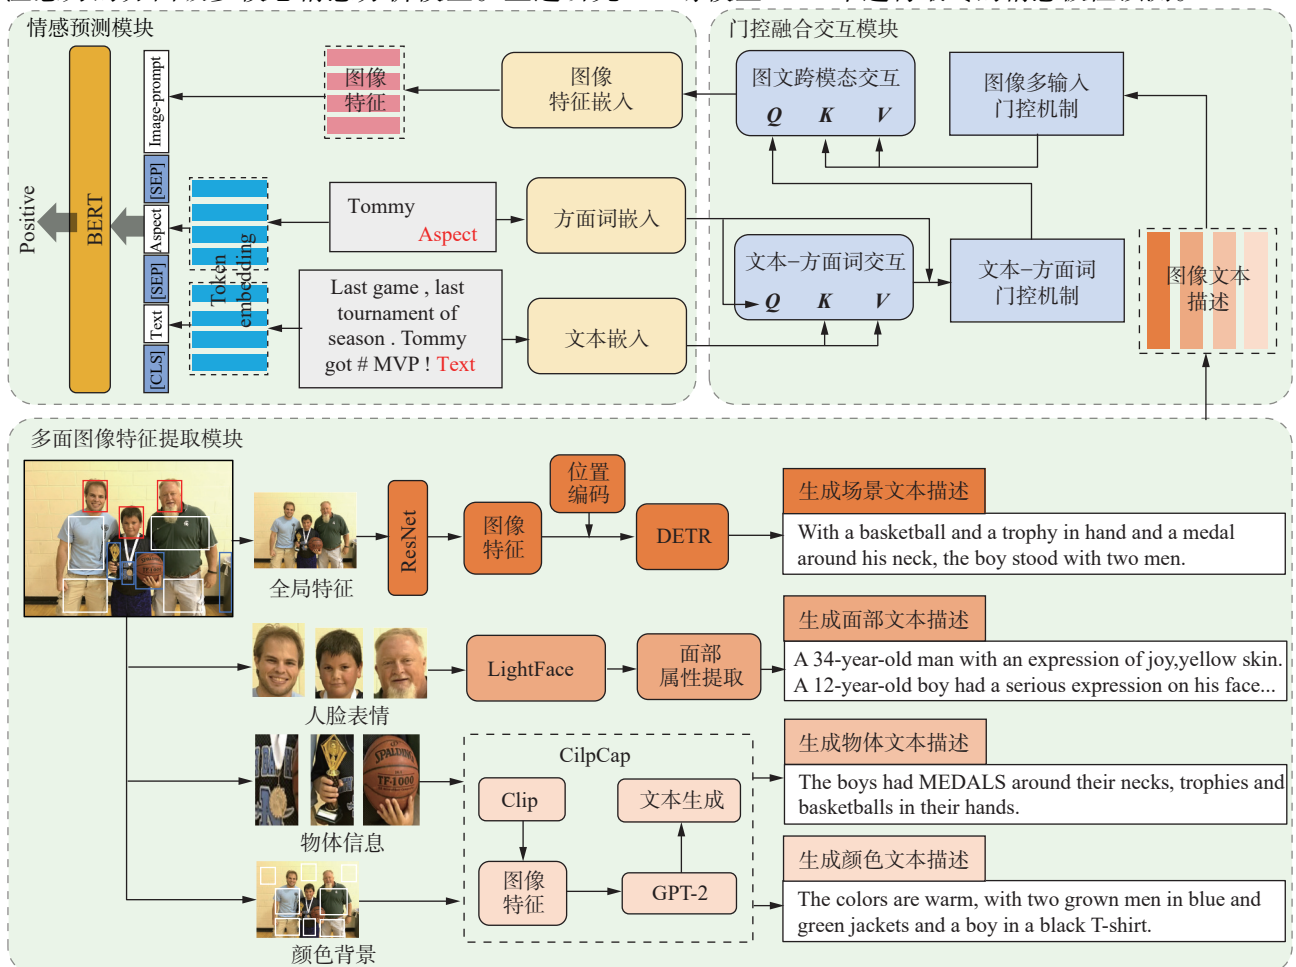 情感预测模块
图像
特征
图像
特征嵌入
Image-prompt
[SEP]
Aspect
[SEP]
Text
[CLS]
BERT
Positive
Token
embedding
Tommy
Aspect
方面词嵌入
Last game , last
tournament of
season . Tommy
got # MVP ! Text
文本嵌入
门控融合交互模块
图文跨模态交互
Q K V
图像多输入
门控机制
文本-方面词交互
Q K V
文本-方面词
门控机制
图像文本
描述
多面图像特征提取模块
全局特征
ResNet
图像
特征
位置
编码
DETR
生成场景文本描述
With a basketball and a trophy in hand and a medal
around his neck, the boy stood with two men.
人脸表情
LightFace
面部
属性提取
生成面部文本描述
A 34-year-old man with an expression of joy,yellow skin.
A 12-year-old boy had a serious expression on his face...
SPALDING
TF-1000
物体信息
CilpCap
Clip
文本生成
图像
特征
GPT-2
生成物体文本描述
The boys had MEDALS around their necks, trophies and
basketballs in their hands.
颜色背景
生成颜色文本描述
The colors are warm, with two grown men in blue and
green jackets and a boy in a black T-shirt.